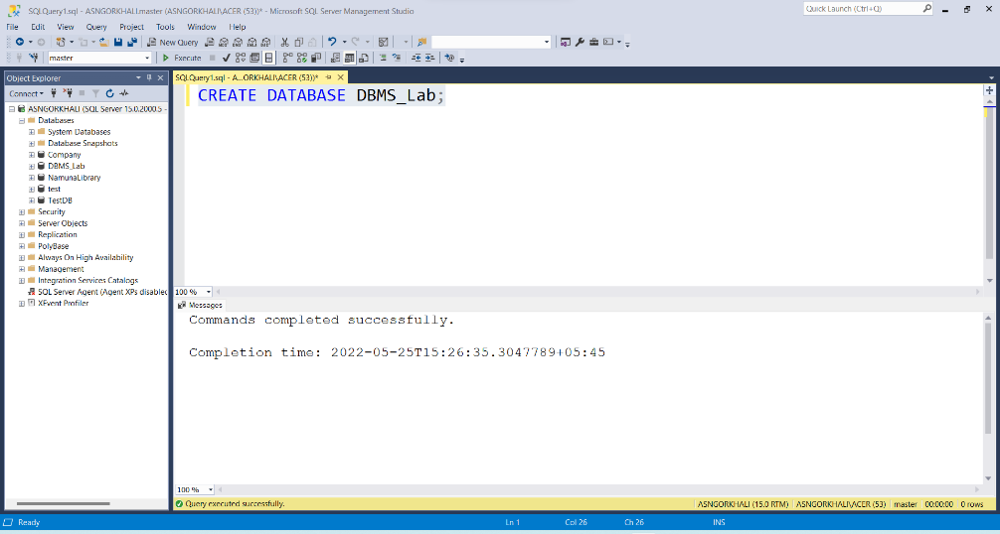 SQLQuery1.sql - ASNGORKHALI.master (ASNGORKHALI\ACER (53))* - Microsoft SQL Server Management Studio
Quick Launch (Ctrl+Q)
File Edit View Query Project Tools Window Help
New Query
master
Execute
Object Explorer
SQLQuery1.sql - A...ORKHALI\ACER (53))*
Connect
CREATE DATABASE DBMS_Lab;
ASNGORKHALI (SQL Server 15.0.2000.5 -
Databases
System Databases
Database Snapshots
Company
DBMS_Lab
NamunaLibrary
test
TestDB
Security
Server Objects
Replication
PolyBase
Always On High Availability
Management
Integration Services Catalogs
SQL Server Agent (Agent XPs disabled
XEvent Profiler
100 %
Messages
Commands completed successfully.
Completion time: 2022-05-25T15:26:35.3047789+05:45
100 %
Query executed successfully.
ASNGORKHALI (15.0 RTM) ASNGORKHALI\ACER (53) master 00:00:00 0 rows
Ready Ln 1 Col 26 Ch 26 INS